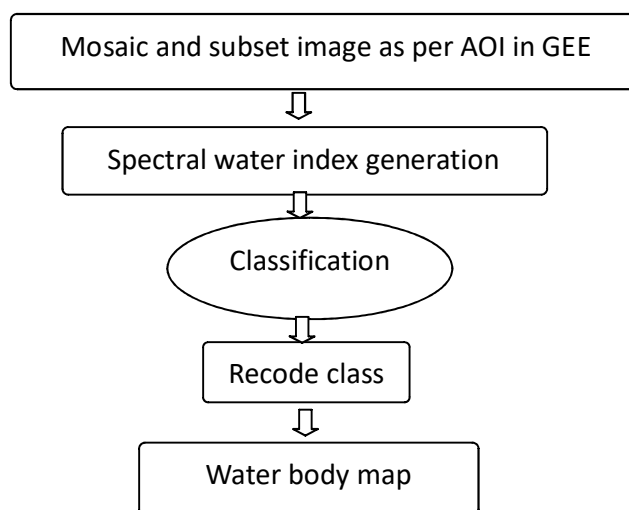 Mosaic and subset image as per AOI in GEE
Spectral water index generation
Classification
Recode class
Water body map